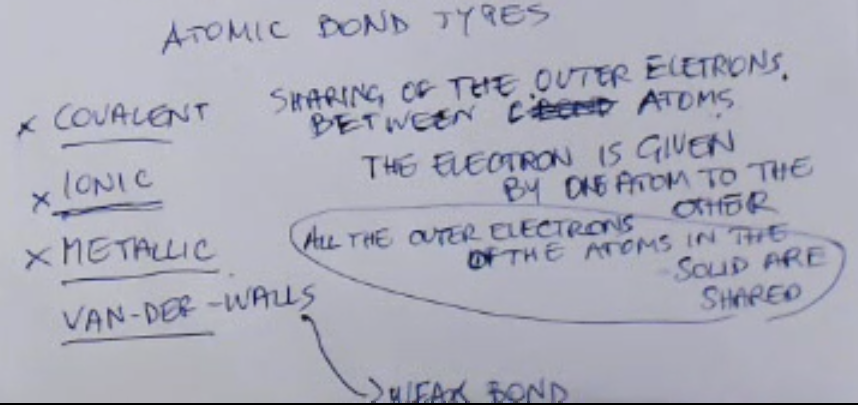 ATOMIC BOND TYPES
x COVALENT SHARING OF THE OUTER ELETRONS.
BETWEEN ATOMS
x IONIC THE ELECTRON IS GIVEN
BY ONE ATOM TO THE
OTHER
x METALLIC ALL THE OUTER ELECTRONS
OF THE ATOMS IN THE
SOLID ARE
SHARED
VAN-DER-WALLS
WEAK BOND